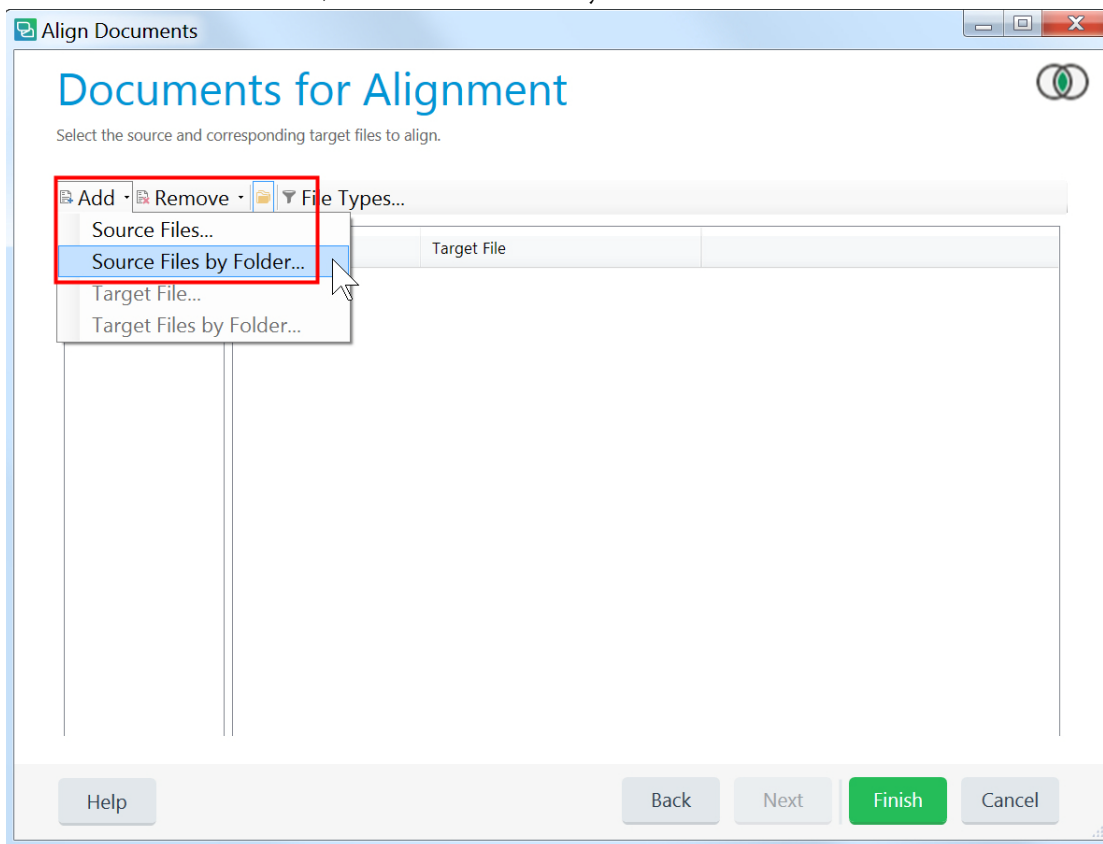 Align Documents
Documents for Alignment
Select the source and corresponding target files to align.
Add Remove File Types...
Source Files...
Target File
Source Files by Folder...
Target File...
Target Files by Folder...
Help Back Next Finish Cancel